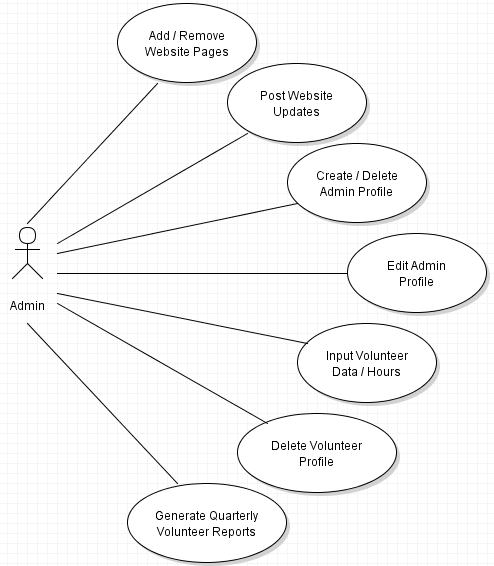 Add / Remove
Website Pages
Post Website
Updates
Create / Delete
Admin Profile
Edit Admin
Profile
Admin
Input Volunteer
Data / Hours
Delete Volunteer
Profile
Generate Quarterly
Volunteer Reports